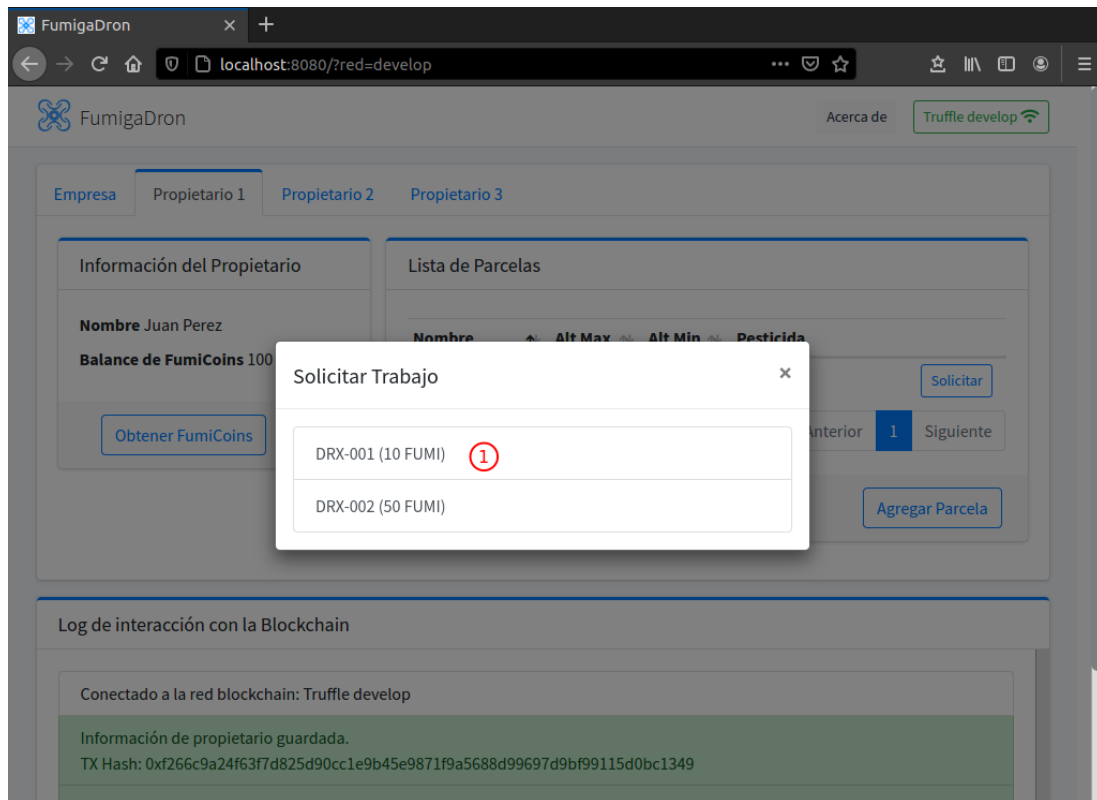 FumigaDron
localhost:8080/?red=develop
FumigaDron
Acerca de
Truffle develop
Empresa
Propietario 1
Propietario 2
Propietario 3
Información del Propietario
Lista de Parcelas
Nombre Juan Perez
Nombre Alt Max Alt Min Pesticida
Balance de FumiCoins 100
Solicitar Trabajo ×
Solicitar
DRX-001 (10 FUMI) 1
DRX-002 (50 FUMI)
Obtener FumiCoins
1 Siguiente
Agregar Parcela
Log de interacción con la Blockchain
Conectado a la red blockchain: Truffle develop
Información de propietario guardada.
TX Hash: 0xf266c9a24f63f7d825d90cc1e9b45e9871f9a5688d99697d9bf99115d0bc1349